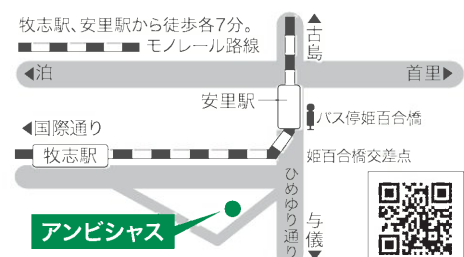 牧志駅、安里駅から徒歩各7分。
モノレール路線
▲古島
◀泊
首里▶
安里駅
バス停姫百合橋
◀国際通り
牧志駅
姫百合橋交差点
ひめゆり通り
与儀▼
アンビシャス